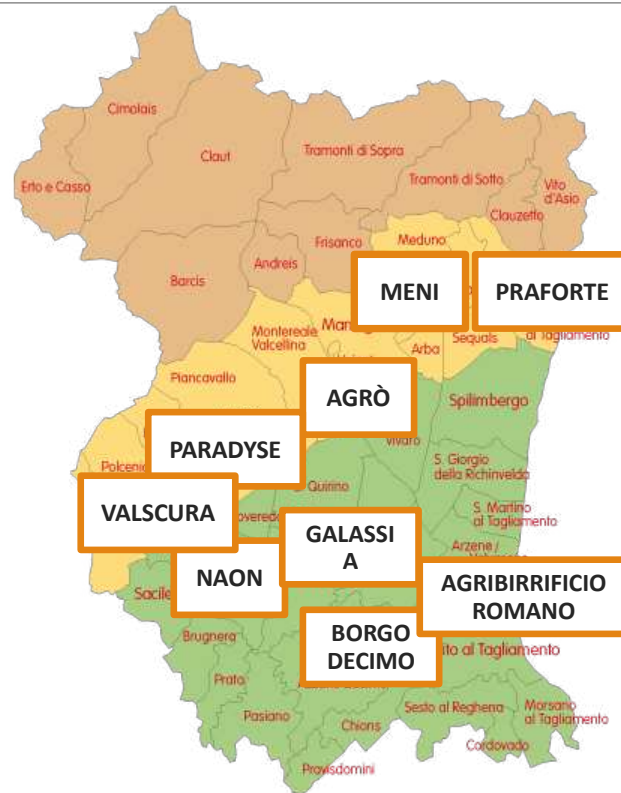 Cimolais
Claut
Tramonti di Sopra
Erto e Casso
Tramonti di Sotto
Vito
d'Asio
Clauzetto
Frisanco
Meduno
Andreis
Barcis
MENI
PRAFORTE
Montereale
Valcellina
Arba
Sequals
al Tagliamento
Piancavallo
AGRÒ
Spilimbergo
PARADYSE
Vivaro
S. Giorgio
della Richinvelda
Quirino
VALSCURA
S. Martino
al Tagliamento
GALASSI
A
Arzene /
NAON
AGRIBIRRIFICIO
ROMANO
BORGO
DECIMO
Brugnera
al Tagliamento
Prata
Pasiano
Sesto al Reghena
Morsano
al Tagliamento
Chions
Cordovado
Pravisdomini